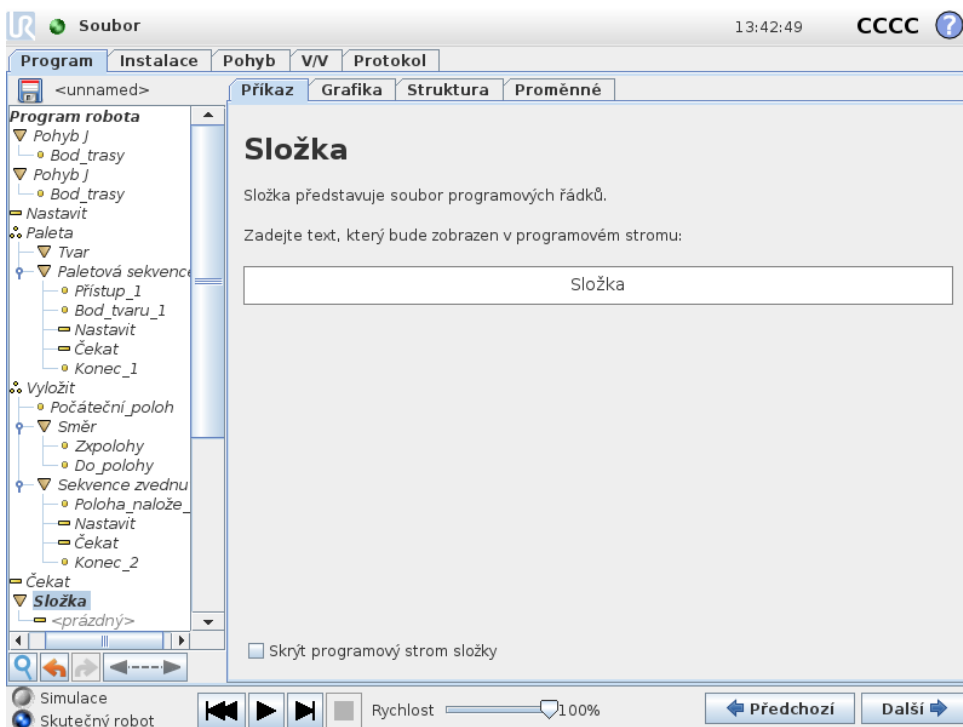 UR Soubor 13:42:49 CCCC ?
Program Instalace Pohyb V/V Protokol
<unnamed> Příkaz Grafika Struktura Proměnné
Program robota
Pohyb J
Bod_trasy
Pohyb J
Bod_trasy
Nastavit
Paleta
Tvar
Paletová sekvence
Přístup_1
Bod_tvaru_1
Nastavit
Čekat
Konec_1
Vyložit
Počáteční_poloh
Směr
Zxpolohy
Do_polohy
Sekvence zvednu
Poloha_nalože_
Nastavit
Čekat
Konec_2
Čekat
Složka
<prázdný>
Složka
Složka představuje soubor programových řádků.
Zadejte text, který bude zobrazen v programovém stromu:
Složka
Skrýt programový strom složky
Simulace
Skutečný robot
Rychlost 100%
Předchozí Další